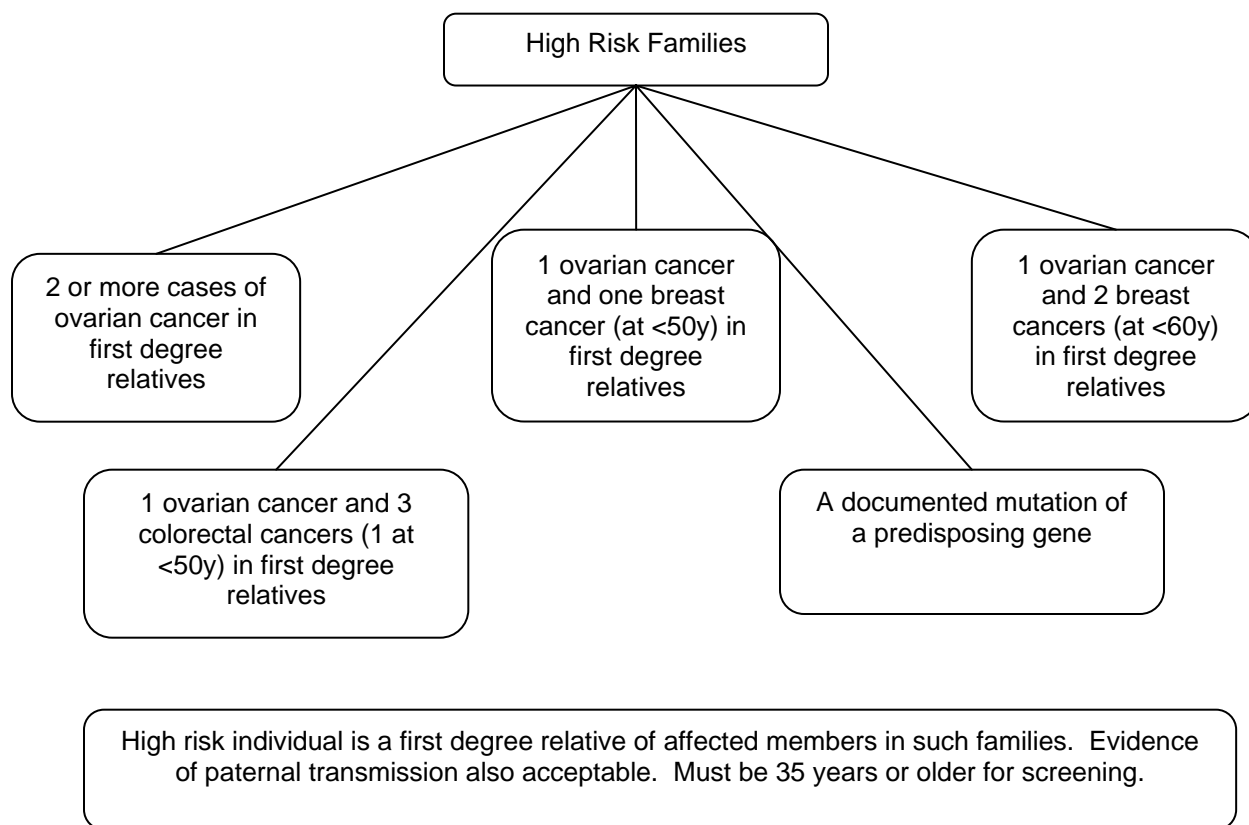 High Risk Families
2 or more cases of
ovarian cancer in
first degree
relatives
1 ovarian cancer
and one breast
cancer (at <50y) in
first degree
relatives
1 ovarian cancer
and 2 breast
cancers (at <60y)
in first degree
relatives
1 ovarian cancer and 3
colorectal cancers (1 at
<50y) in first degree
relatives
A documented mutation of
a predisposing gene
High risk individual is a first degree relative of affected members in such families.  Evidence
of paternal transmission also acceptable.  Must be 35 years or older for screening.